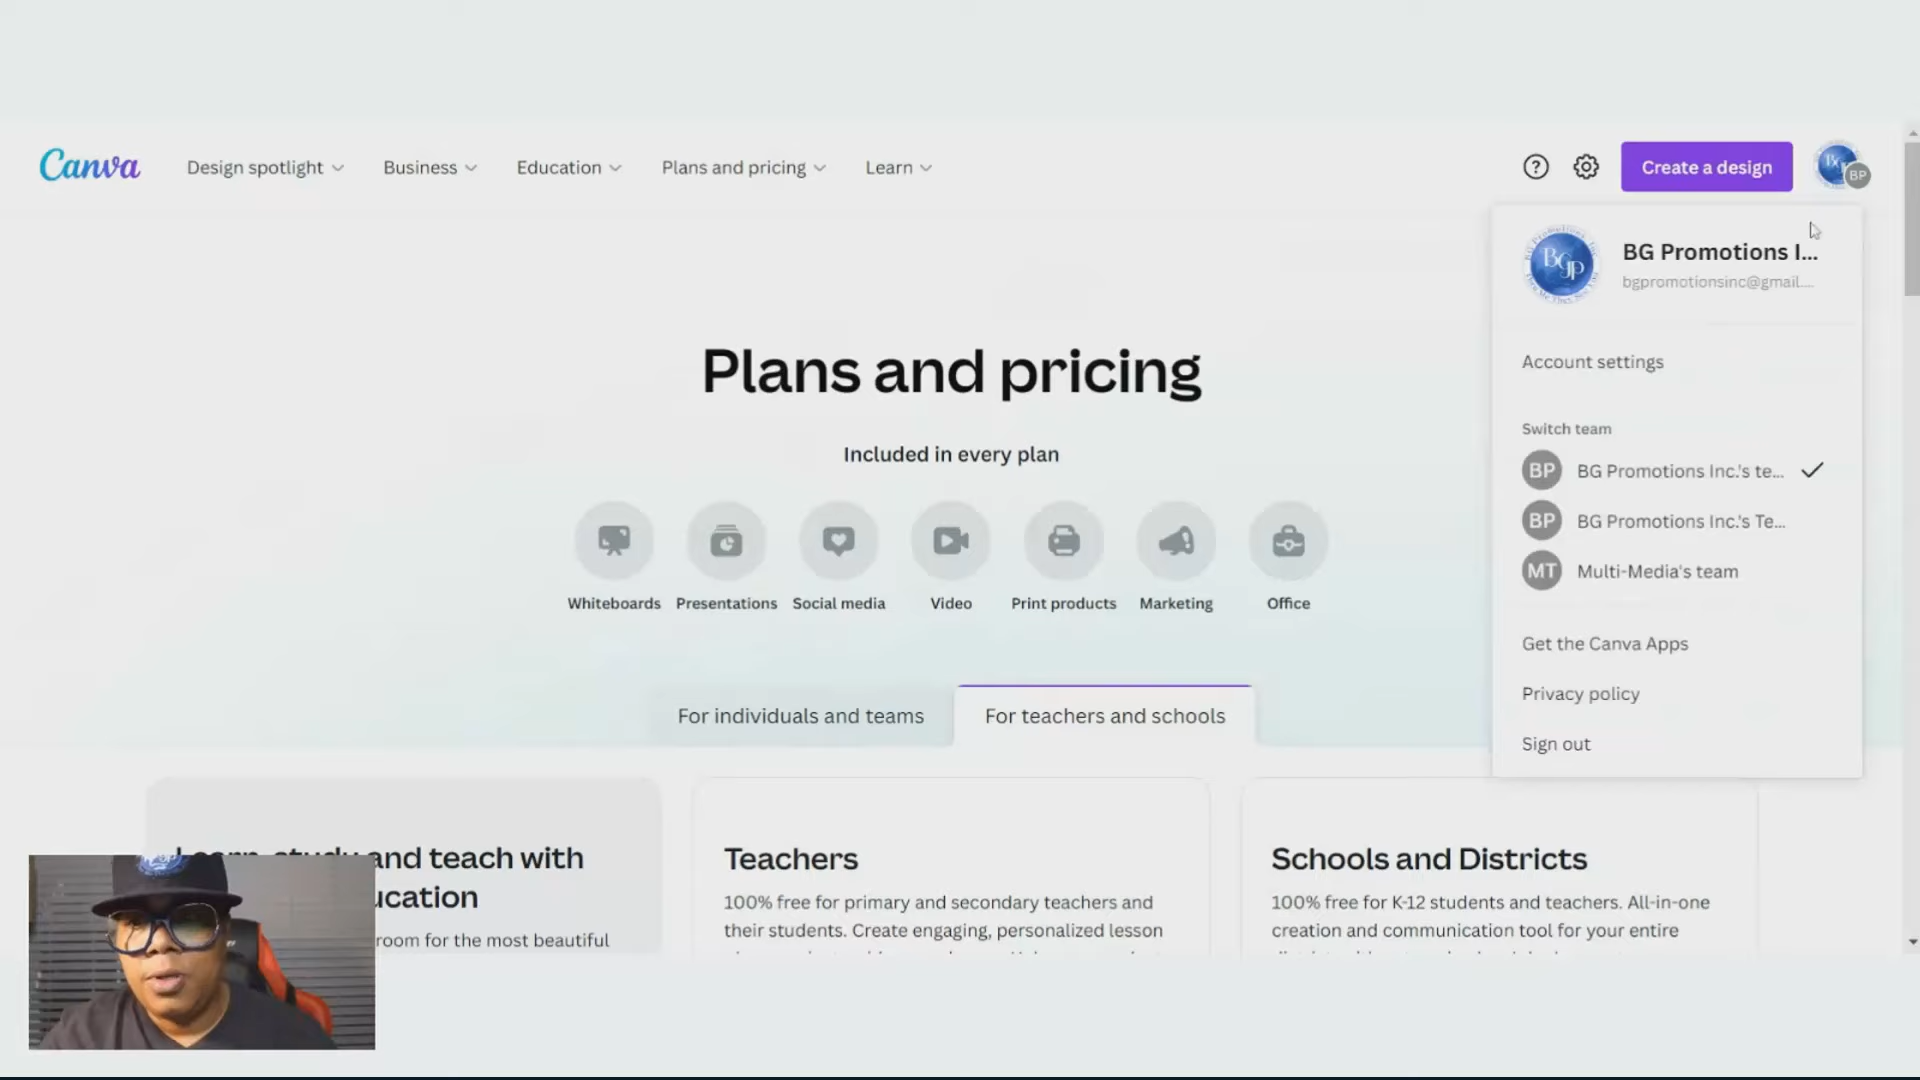 Canva
Design spotlight
Business
Education
Plans and pricing
Learn
Create a design
BP
BGP
BG Promotions I...
bgpromotionsinc@gmail....
Account settings
Switch team
BP BG Promotions Inc.'s te...
BP BG Promotions Inc.'s Te...
MT Multi-Media's team
Get the Canva Apps
Privacy policy
Sign out
Plans and pricing
Included in every plan
Whiteboards
Presentations
Social media
Video
Print products
Marketing
Office
For individuals and teams
For teachers and schools
Learn, study and teach with
ucation
room for the most beautiful
Teachers
100% free for primary and secondary teachers and
their students. Create engaging, personalized lesson
Schools and Districts
100% free for K-12 students and teachers. All-in-one
creation and communication tool for your entire